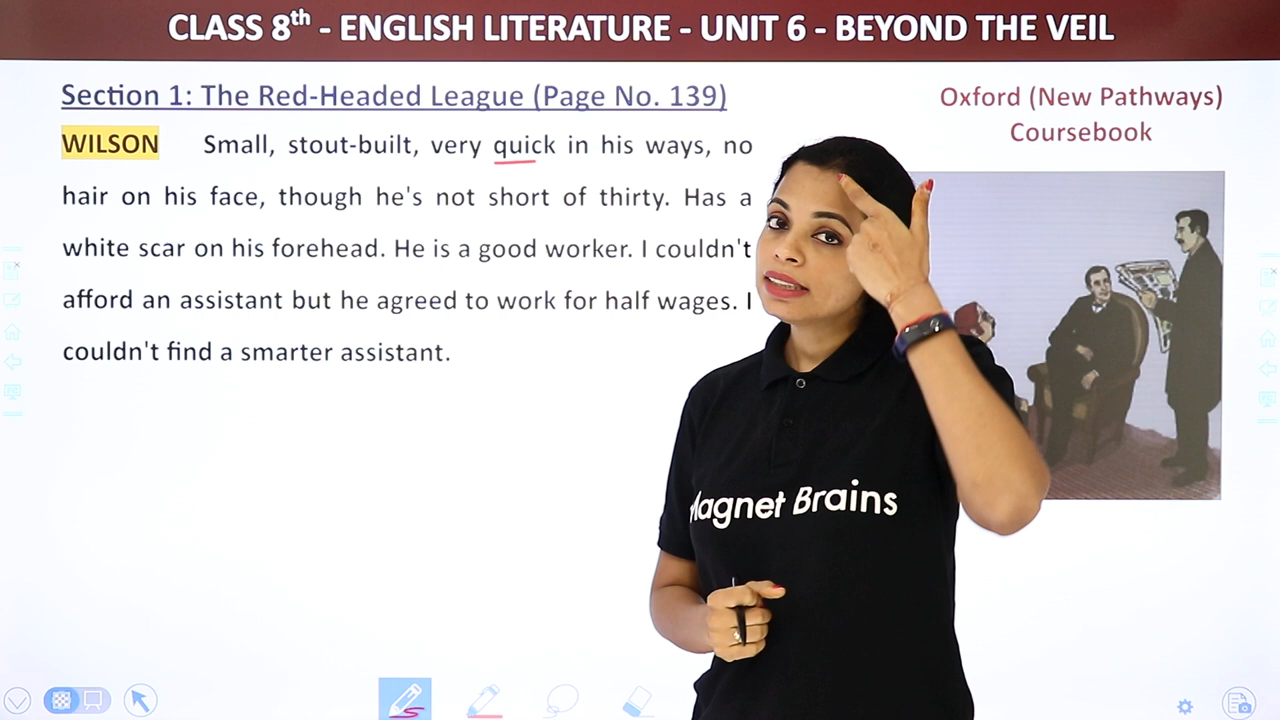 CLASS 8th - ENGLISH LITERATURE - UNIT 6 - BEYOND THE VEIL
Section 1: The Red-Headed League (Page No. 139)
Oxford (New Pathways)
Coursebook
WILSON Small, stout-built, very quick in his ways, no
hair on his face, though he's not short of thirty. Has a
white scar on his forehead. He is a good worker. I couldn't
afford an assistant but he agreed to work for half wages. I
couldn't find a smarter assistant.
Magnet Brains